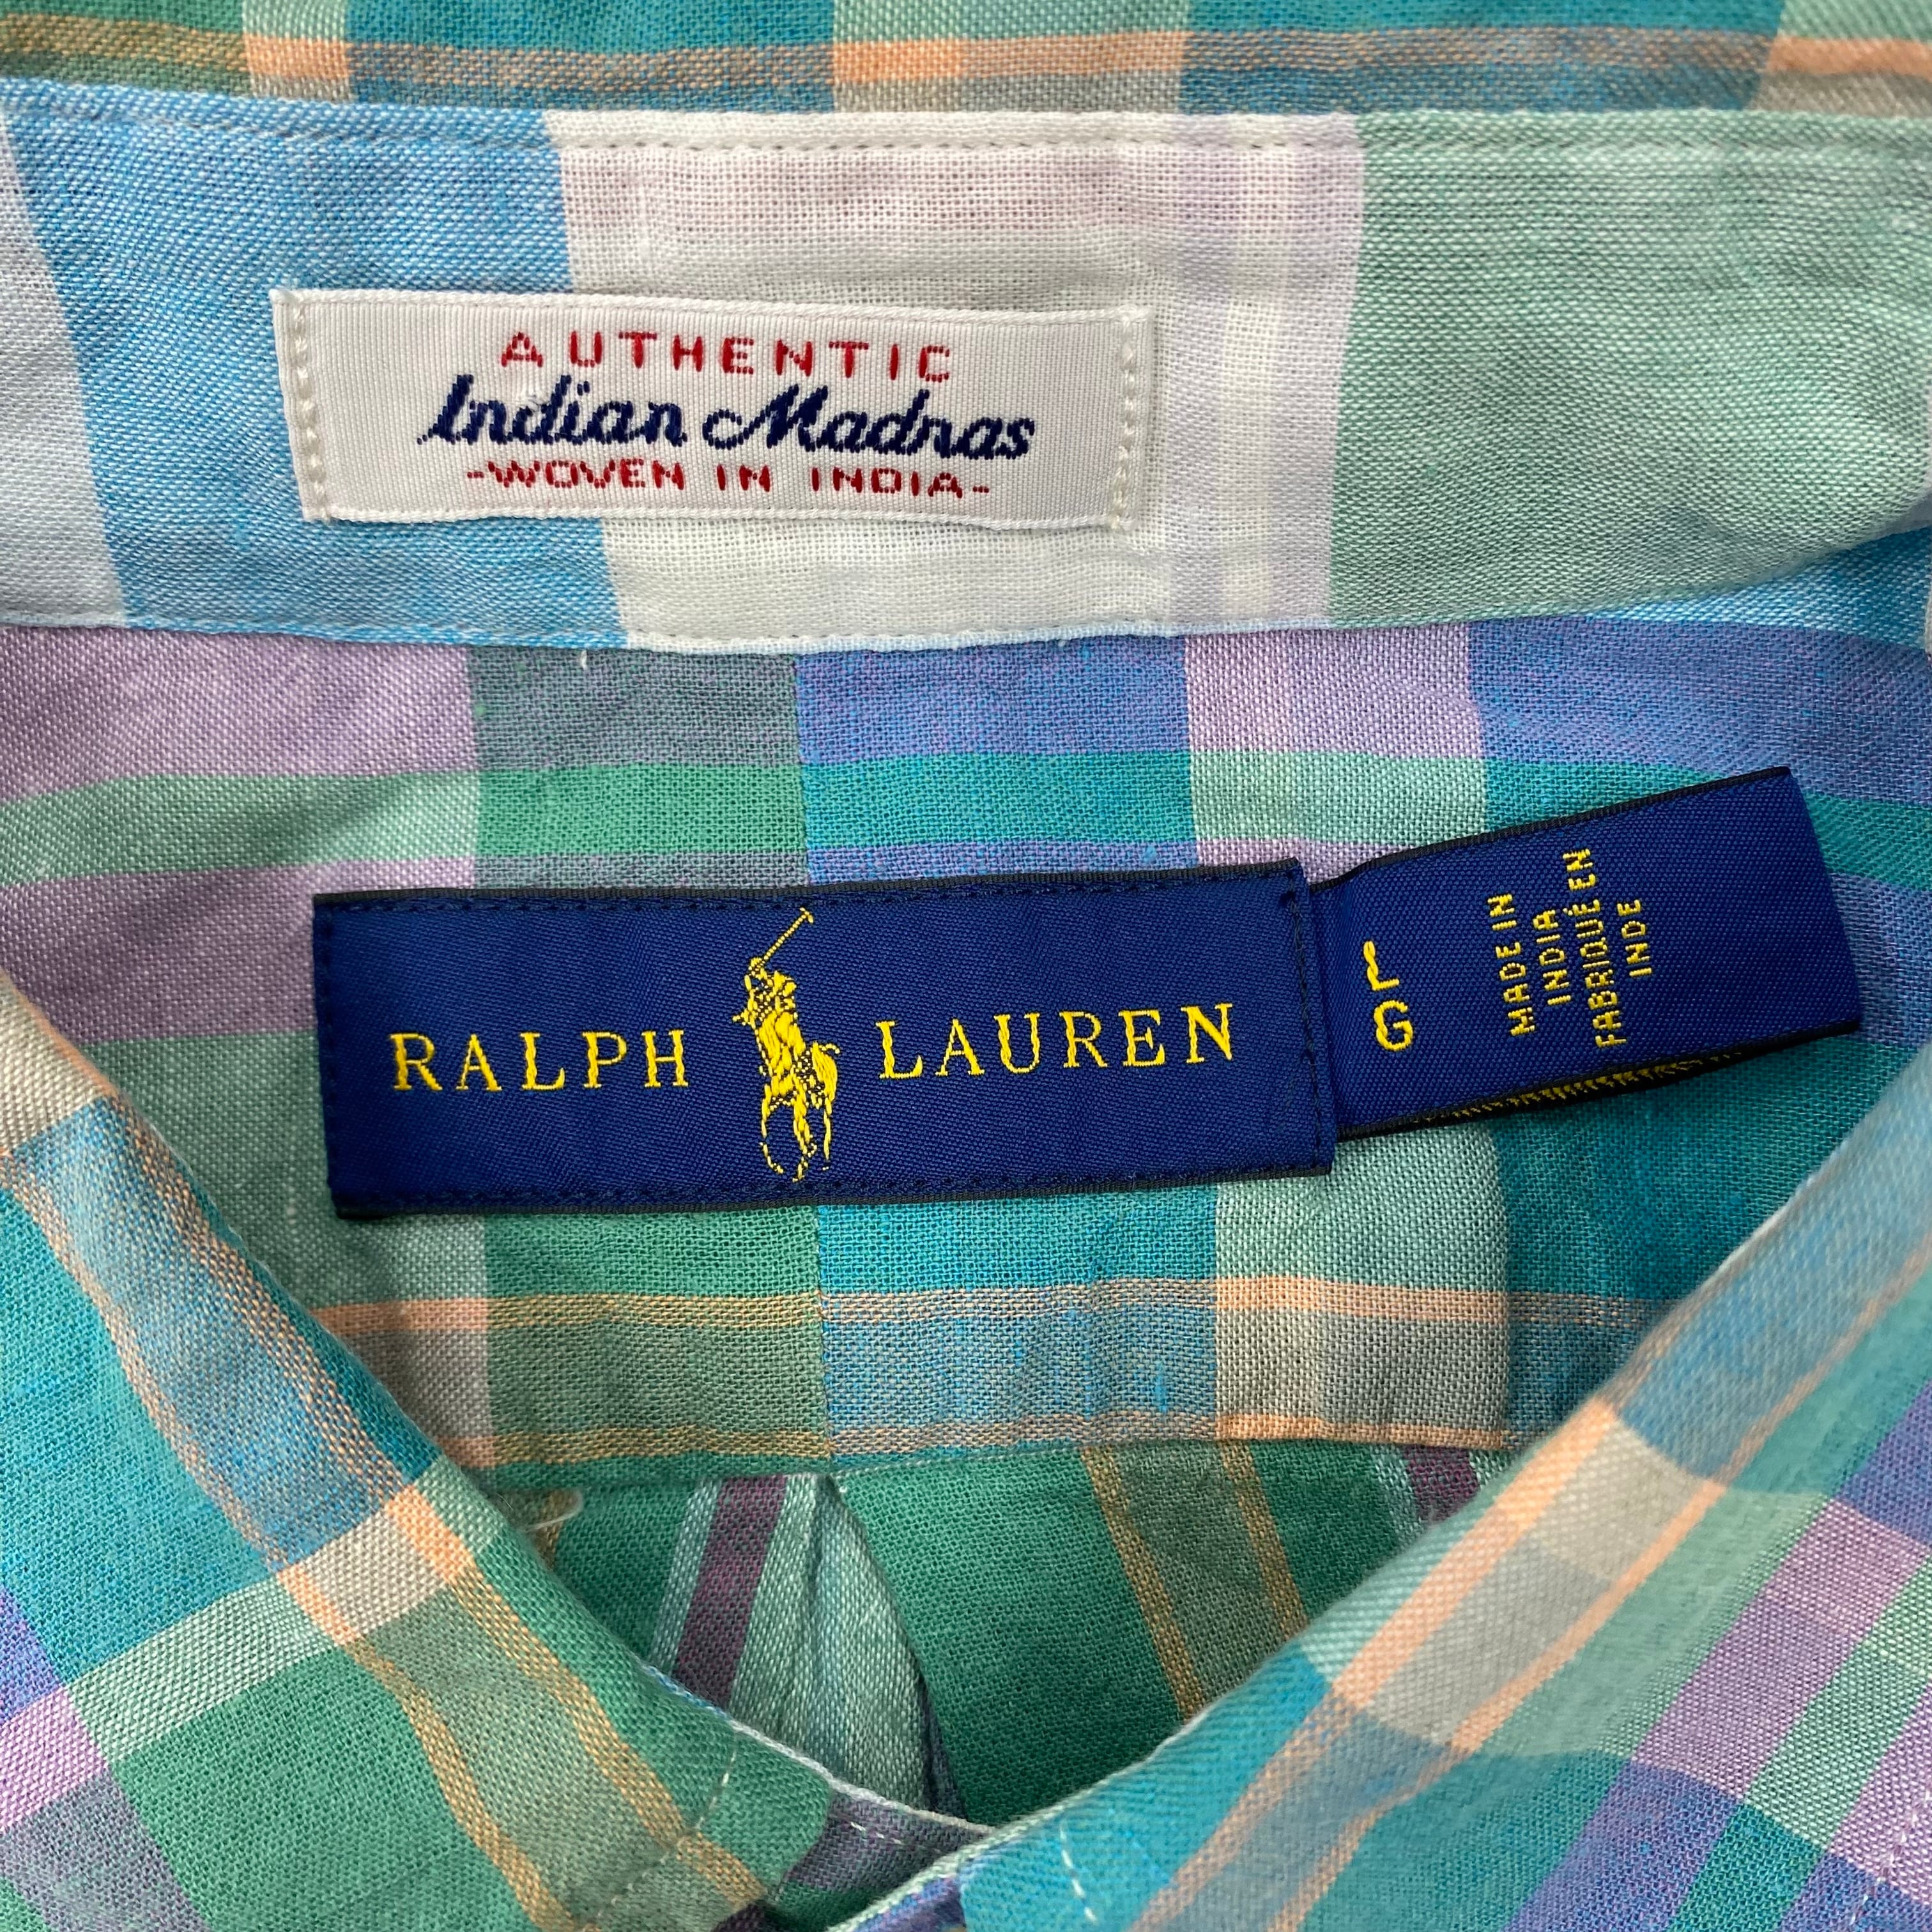 AUTHENTIC
Indian Madras
-WOVEN IN INDIA-
RALPH LAUREN
L
G
MADE IN
INDIA
FABRIQUÉ EN
INDE